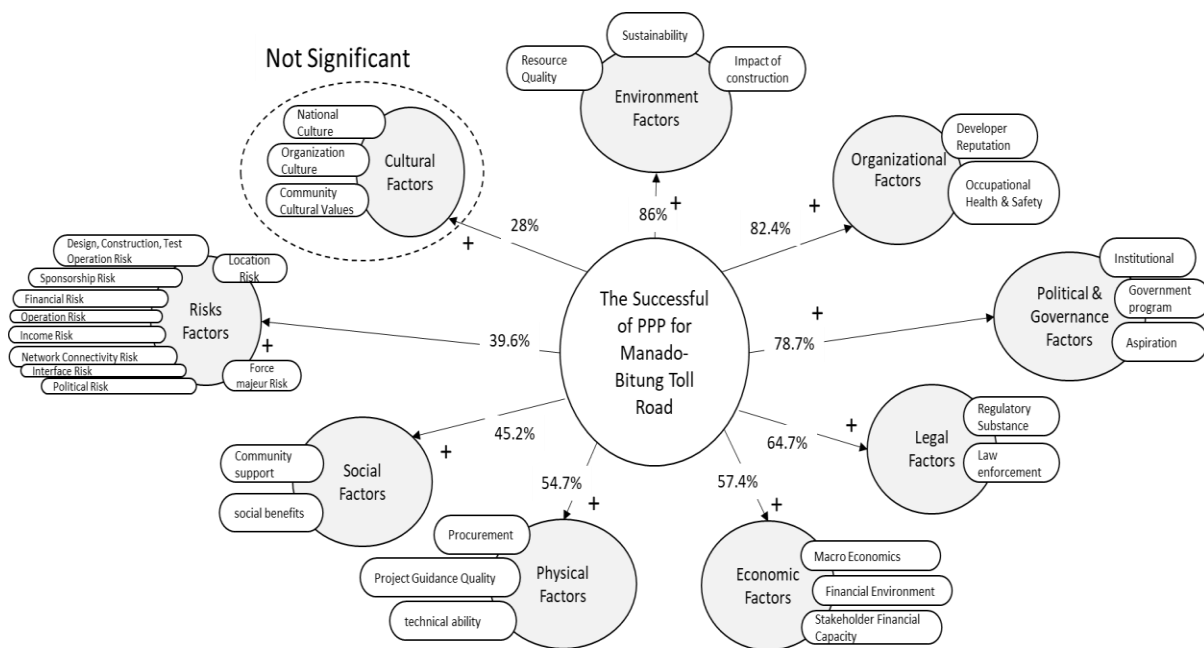 Not Significant
National
Culture
Organization
Culture
Community
Cultural Values
Cultural
Factors
28%
+
Resource
Quality
Sustainability
Impact of
construction
Environment
Factors
86%
+
Organizational
Factors
Developer
Reputation
Occupational
Health & Safety
82.4%
+
Political &
Governance
Factors
Institutional
Government
program
Aspiration
78.7%
+
Legal
Factors
Regulatory
Substance
Law
enforcement
64.7%
+
Economic
Factors
Macro Economics
Financial Environment
Stakeholder Financial
Capacity
57.4%
+
Physical
Factors
Procurement
Project Guidance Quality
technical ability
54.7%
+
Social
Factors
Community
support
social benefits
45.2%
+
Risks
Factors
Design, Construction, Test
Operation Risk
Location
Risk
Sponsorship Risk
Financial Risk
Operation Risk
Income Risk
Network Connectivity Risk
Interface Risk
Political Risk
Force
majeur Risk
39.6%
+
The Successful
of PPP for
Manado-
Bitung Toll
Road